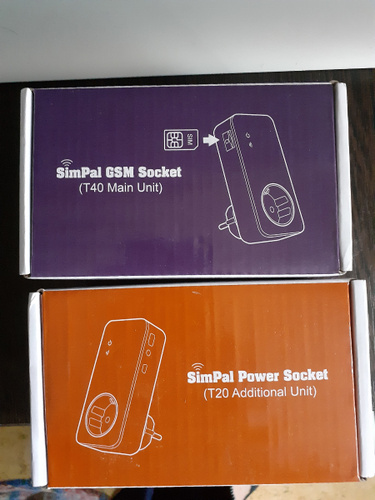 SIM
SimPal GSM Socket
(T40 Main Unit)
SimPal Power Socket
(T20 Additional Unit)